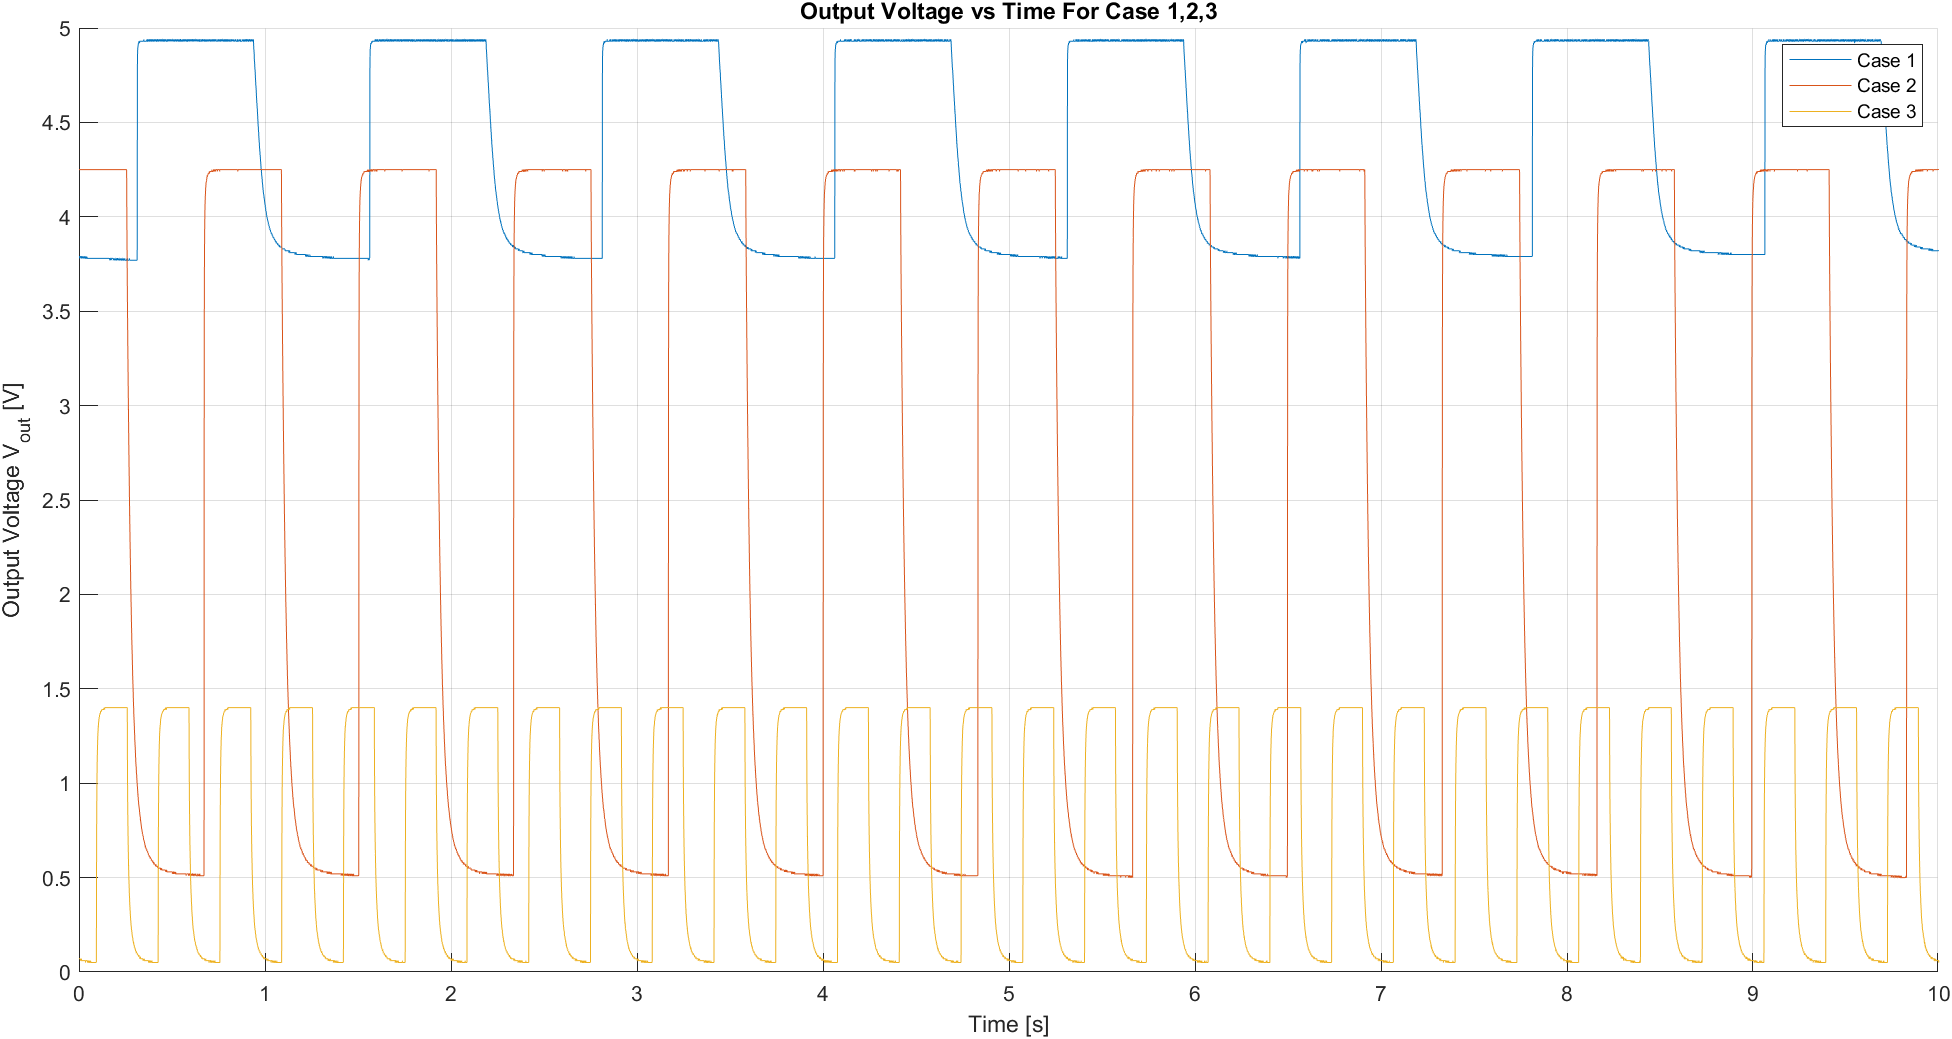 Output Voltage vs Time For Case 1,2,3
Case 1
Case 2
Case 3
Output Voltage V_out [V]
5
4.5
4
3.5
3
2.5
2
1.5
1
0.5
0
0 1 2 3 4 5 6 7 8 9 10
Time [s]